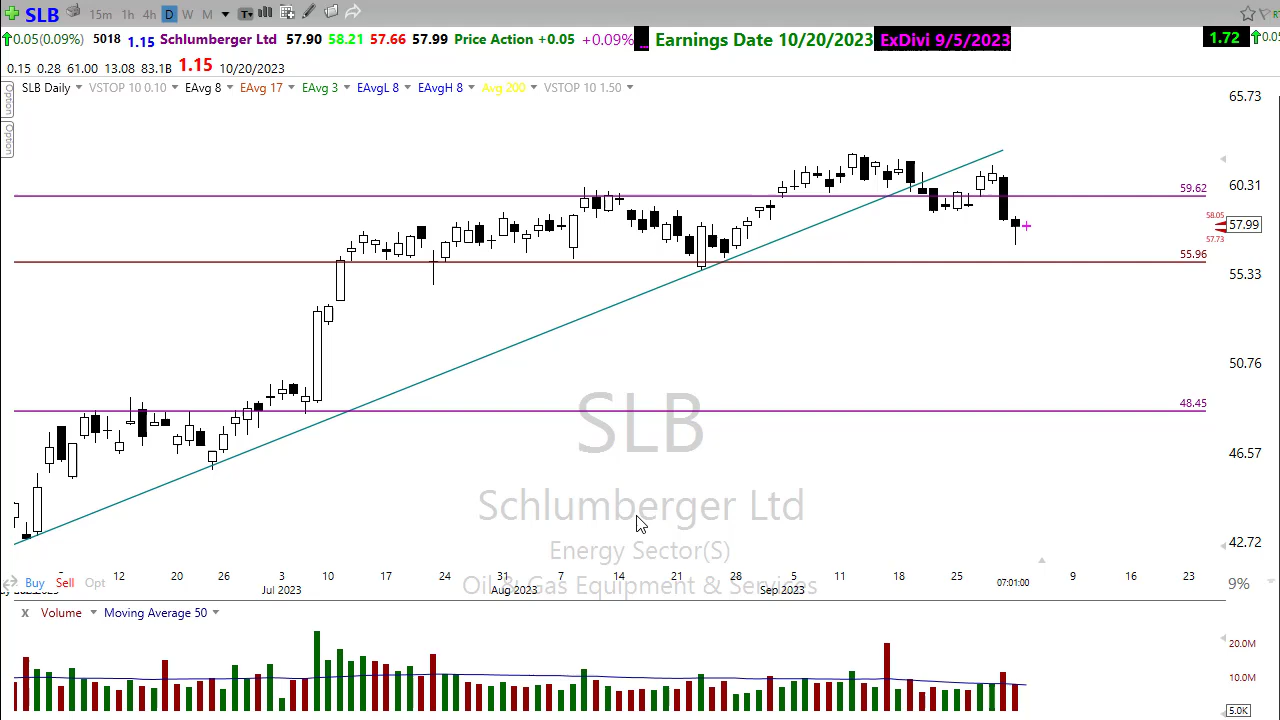 SLB 15m 1h 4h D W M T
0.05(0.09%) 5018 1.15 Schlumberger Ltd 57.90 58.21 57.66 57.99 Price Action +0.05 +0.09% ... Earnings Date 10/20/2023 ExDivi 9/5/2023 1.72
0.15 0.28 61.00 13.08 83.1B 1.15 10/20/2023
Option SLB Daily VSTOP 10 0.10 EAvg 8 EAvg 17 EAvg 3 EAvgL 8 EAvgH 8 Avg 200 VSTOP 10 1.50
Option
65.73
59.62 60.31
58.05 57.99
57.73
55.96 55.33
50.76
48.45
46.57
42.72
SLB
Schlumberger Ltd
Energy Sector(S)
Oil & Gas Equipment & Services
Buy Sell Opt 5 12 20 26 3 10 17 24 31 7 14 21 28 5 11 18 25 07:01:00 9 16 23 9%
Jul 2023 Aug 2023 Sep 2023
x Volume Moving Average 50
20.0M
10.0M
5.0K